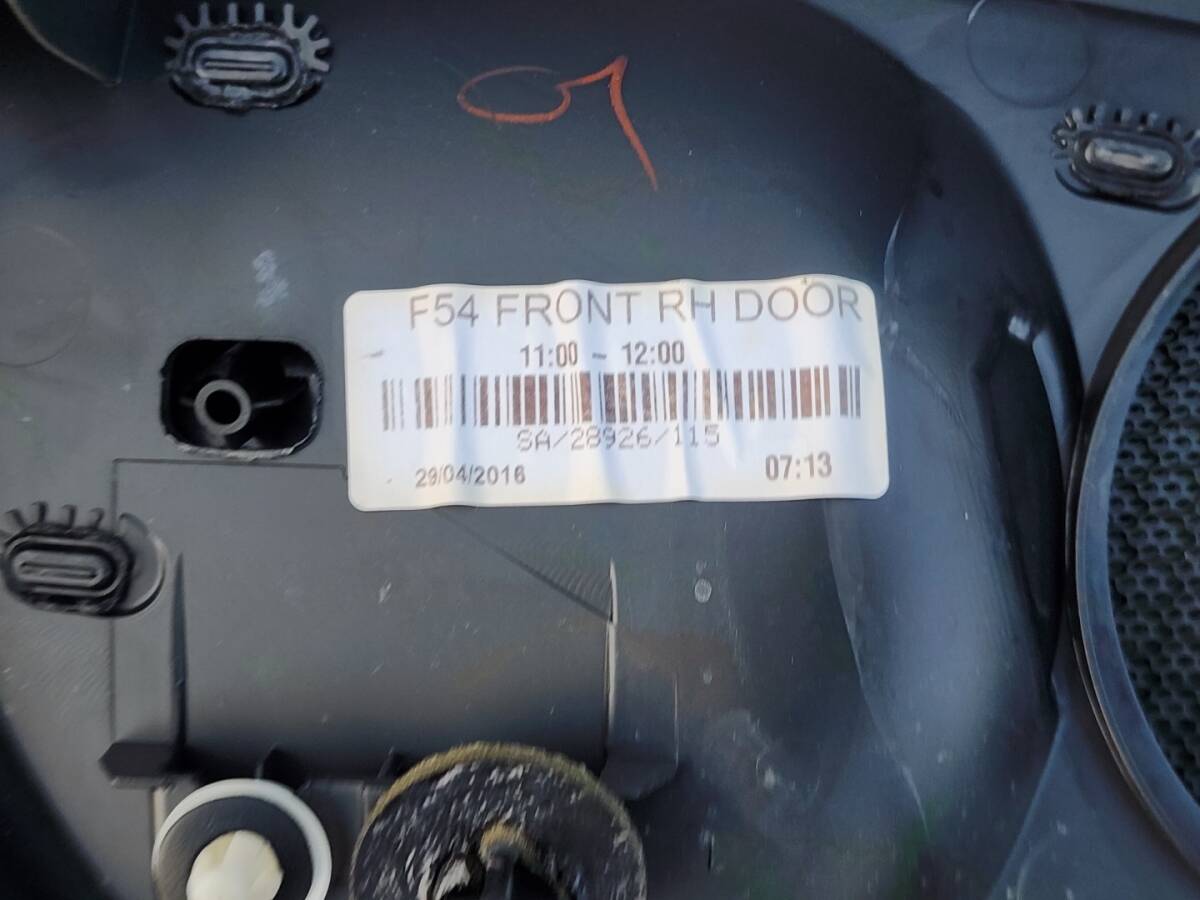 F54 FRONT RH DOOR
11:00 - 12:00
SA/28926/115
29/04/2016 07:13